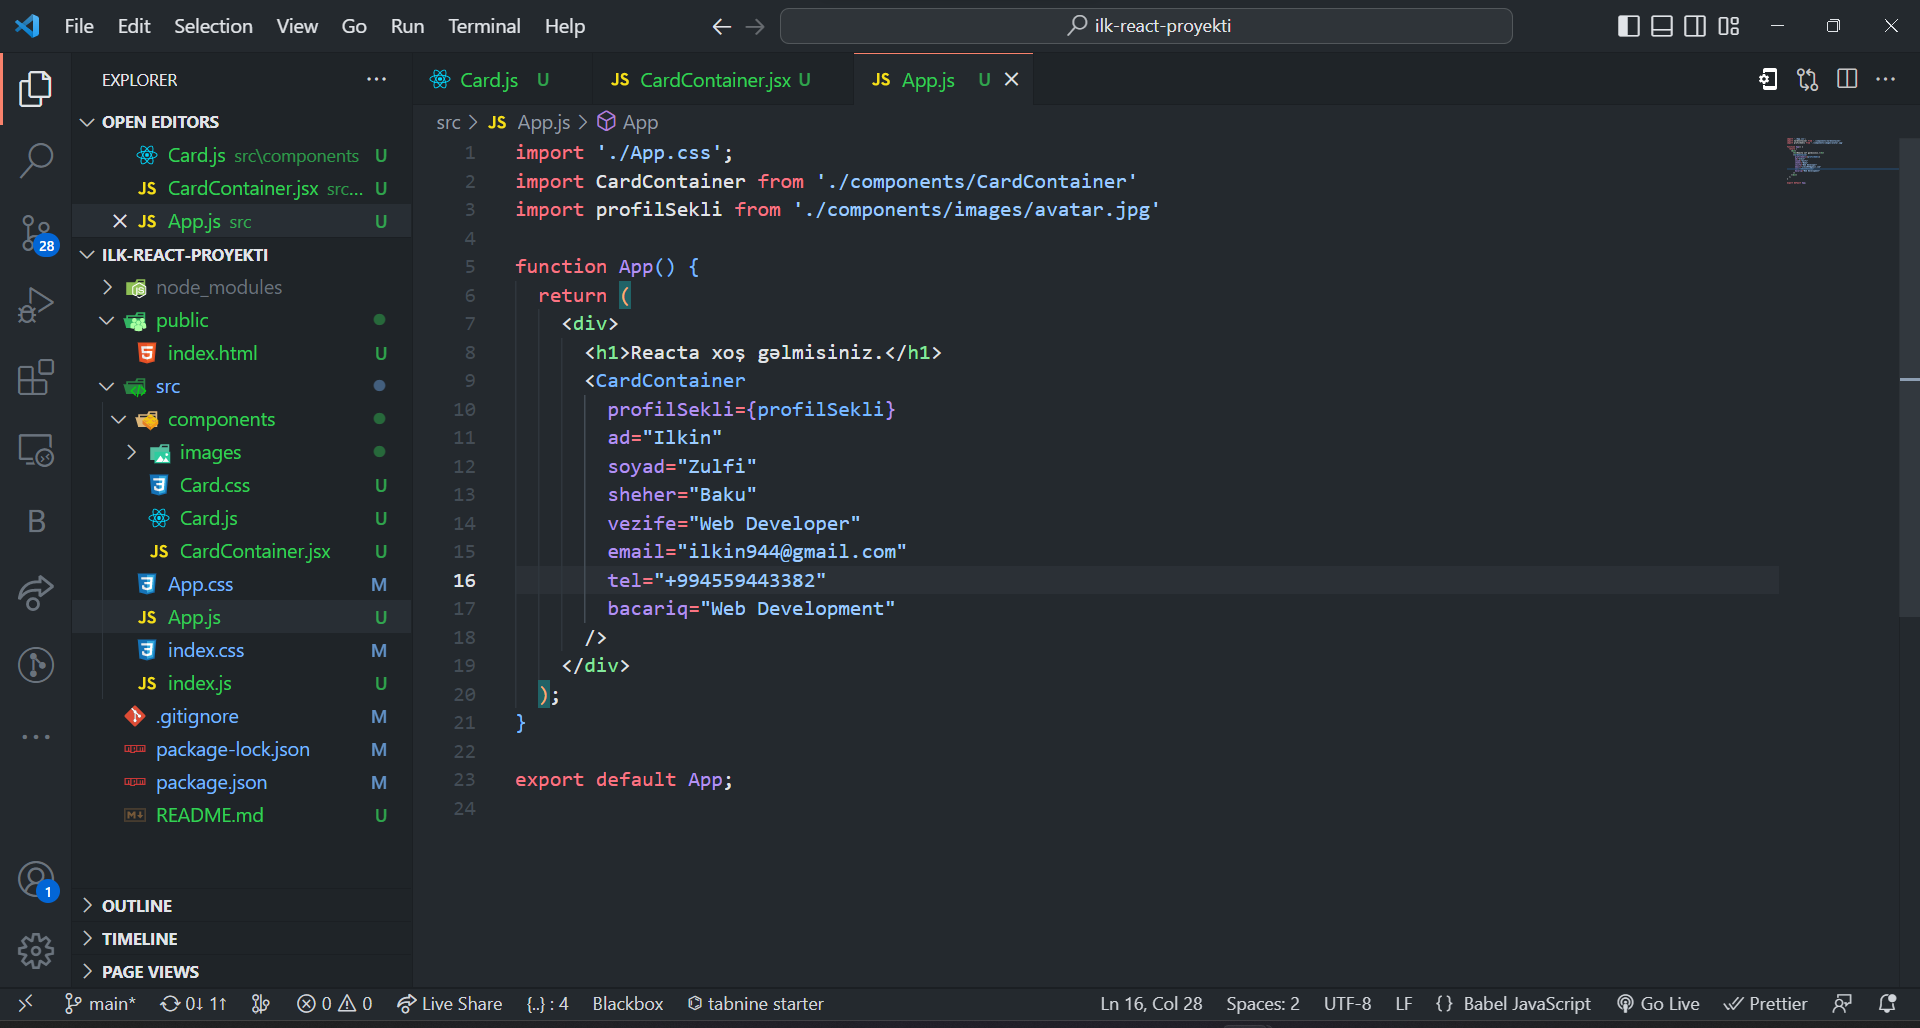 File Edit Selection View Go Run Terminal Help
ilk-react-proyekti
EXPLORER
OPEN EDITORS
Card.js src\components U
JS CardContainer.jsx src... U
JS App.js src U
ILK-REACT-PROYEKTI
node_modules
public
index.html U
src
components
images
Card.css U
Card.js U
JS CardContainer.jsx U
App.css M
JS App.js U
index.css M
JS index.js U
.gitignore M
package-lock.json M
package.json M
README.md U
OUTLINE
TIMELINE
PAGE VIEWS
28
B
1
Card.js U
JS CardContainer.jsx U
JS App.js U
src > JS App.js > App
1 import './App.css';
2 import CardContainer from './components/CardContainer'
3 import profilSekli from './components/images/avatar.jpg'
4
5 function App() {
6 return (
7 <div>
8 <h1>Reacta xoş gəlmisiniz.</h1>
9 <CardContainer
10 profilSekli={profilSekli}
11 ad="Ilkin"
12 soyad="Zulfi"
13 sheher="Baku"
14 vezife="Web Developer"
15 email="ilkin944@gmail.com"
16 tel="+994559443382"
17 bacariq="Web Development"
18 />
19 </div>
20 );
21 }
22
23 export default App;
24
main* 0↓ 1↑ 0 0 Live Share {..} : 4 Blackbox tabnine starter
Ln 16, Col 28 Spaces: 2 UTF-8 LF {} Babel JavaScript Go Live Prettier